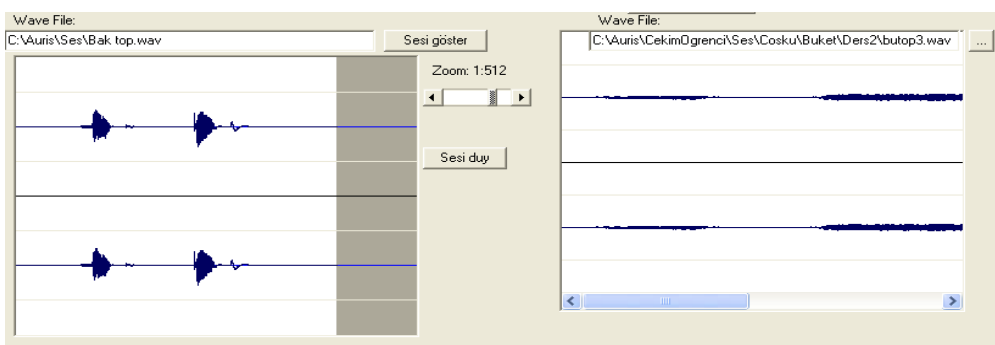 Wave File:
C:\Auris\Ses\Bak top.wav
Sesi göster
Zoom: 1:512
Sesi duy
Wave File:
C:\Auris\CekimOgrenci\Ses\Cosku\Buket\Ders2\butop3.wav
...